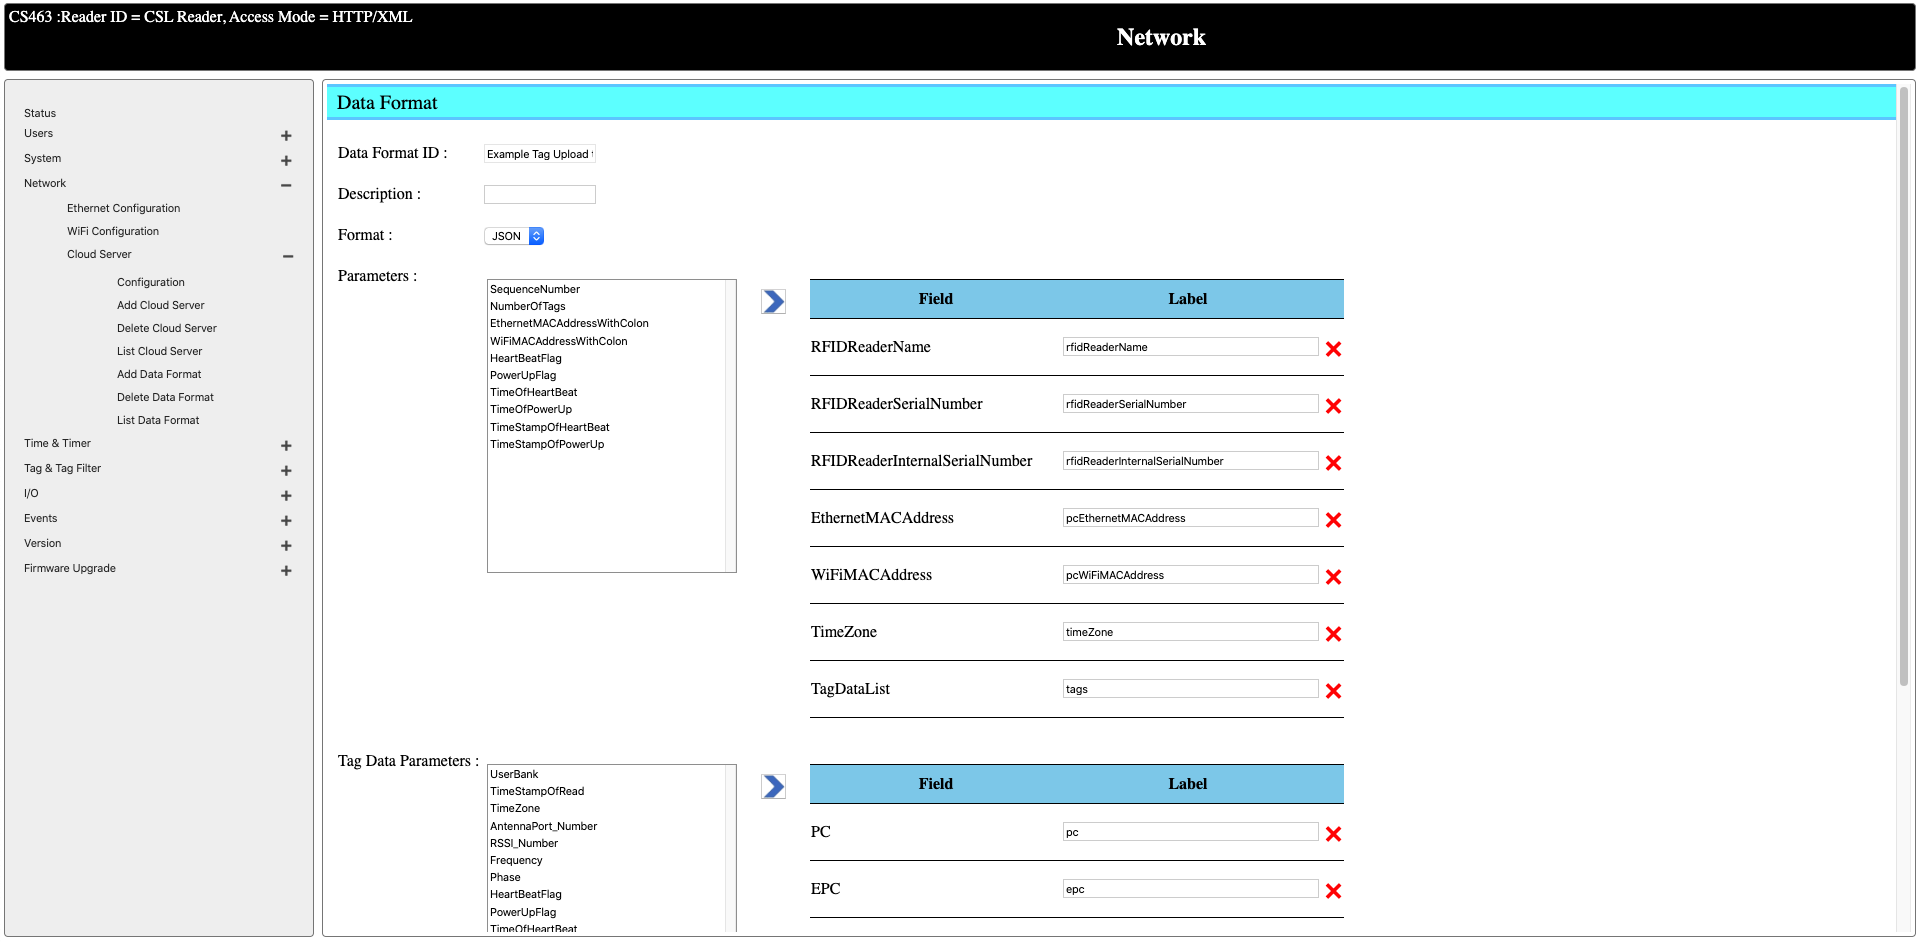 CS463 :Reader ID = CSL Reader, Access Mode = HTTP/XML
Network
Status
Users
System
Network
Ethernet Configuration
WiFi Configuration
Cloud Server
Configuration
Add Cloud Server
Delete Cloud Server
List Cloud Server
Add Data Format
Delete Data Format
List Data Format
Time & Timer
Tag & Tag Filter
I/O
Events
Version
Firmware Upgrade
Data Format
Data Format ID : Example Tag Upload
Description :
Format : JSON
Parameters :
SequenceNumber
NumberOfTags
EthernetMACAddressWithColon
WiFiMACAddressWithColon
HeartBeatFlag
PowerUpFlag
TimeOfHeartBeat
TimeOfPowerUp
TimeStampOfHeartBeat
TimeStampOfPowerUp
Field Label
RFIDReaderName rfidReaderName
RFIDReaderSerialNumber rfidReaderSerialNumber
RFIDReaderInternalSerialNumber rfidReaderInternalSerialNumber
EthernetMACAddress pcEthernetMACAddress
WiFiMACAddress pcWiFiMACAddress
TimeZone timeZone
TagDataList tags
Tag Data Parameters :
UserBank
TimeStampOfRead
TimeZone
AntennaPort_Number
RSSI_Number
Frequency
Phase
HeartBeatFlag
PowerUpFlag
TimeOfHeartBeat
Field Label
PC pc
EPC epc